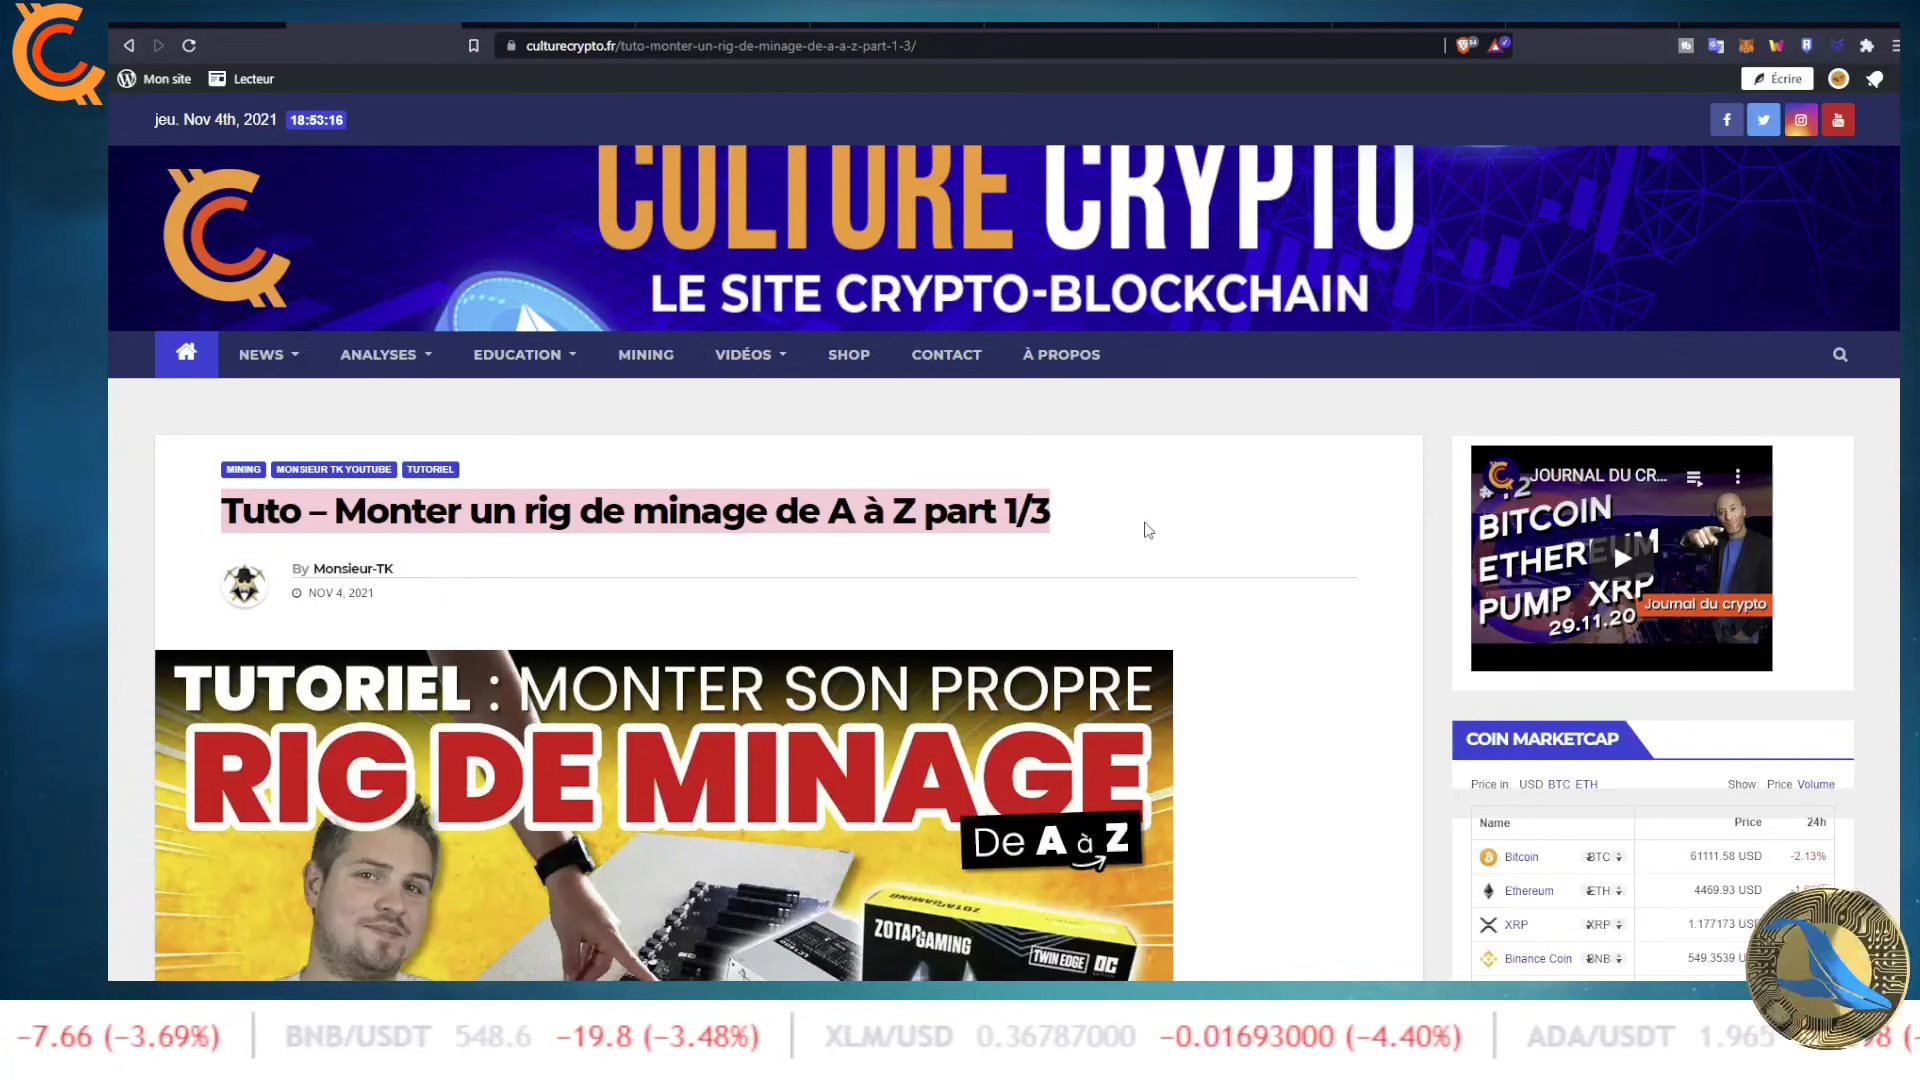 culturecrypto.fr/tuto-monter-un-rig-de-minage-de-a-a-z-part-1-3/
Mon site
Lecteur
Écrire
jeu. Nov 4th, 2021 18:53:16
CULTURE CRYPTO
LE SITE CRYPTO-BLOCKCHAIN
NEWS ANALYSES EDUCATION MINING VIDÉOS SHOP CONTACT À PROPOS
MINING MONSIEUR TK YOUTUBE TUTORIEL
Tuto – Monter un rig de minage de A à Z part 1/3
By Monsieur-TK
NOV 4, 2021
TUTORIEL : MONTER SON PROPRE
RIG DE MINAGE
De A à Z
ZOTAC GAMING
ZOTAC GAMING
TWIN EDGE OC
JOURNAL DU CR...
BITCOIN
ETHEREUM
PUMP XRP
Journal du crypto
29.11.20
COIN MARKETCAP
Price in: USD BTC ETH Show: Price Volume
Name Price 24h
Bitcoin BTC 61111.58 USD -2.13%
Ethereum ETH 4469.93 USD
XRP XRP 1.177173 USD
Binance Coin BNB 549.3539
−7.66 (−3.69%) BNB/USDT 548.6 −19.8 (−3.48%) XLM/USD 0.36787000 −0.01693000 (−4.40%) ADA/USDT 1.965